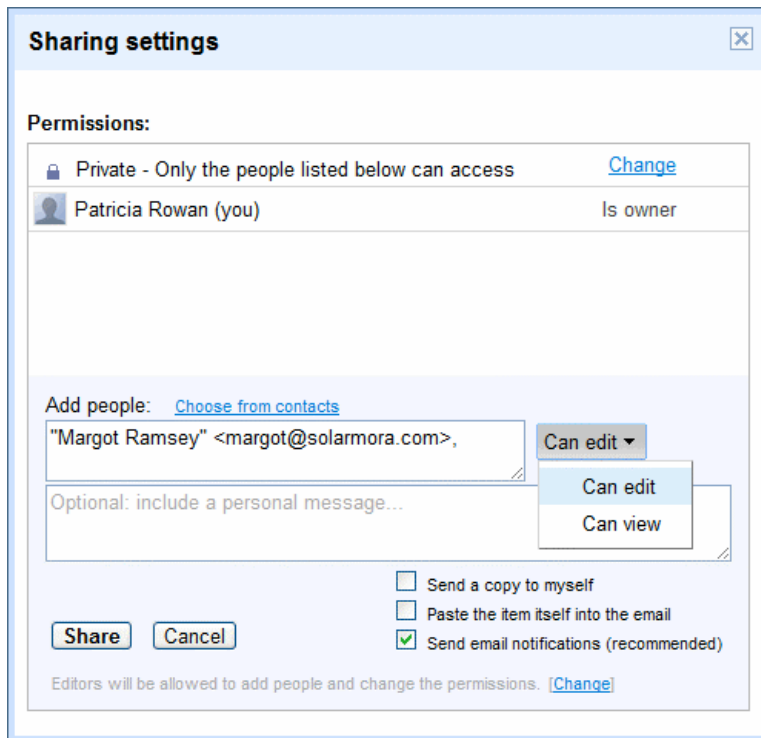 Sharing settings
Permissions:
Private - Only the people listed below can access Change
Patricia Rowan (you) Is owner
Add people: Choose from contacts
"Margot Ramsey" <margot@solarmora.com>, Can edit
Can edit
Optional: include a personal message...
Can view
Send a copy to myself
Paste the item itself into the email
Share Cancel
Send email notifications (recommended)
Editors will be allowed to add people and change the permissions. [Change]